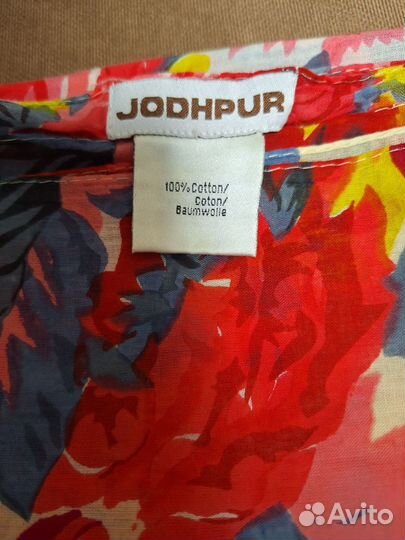 JODHPUR
100% Cotton/
Coton/
Baumwolle
Avito